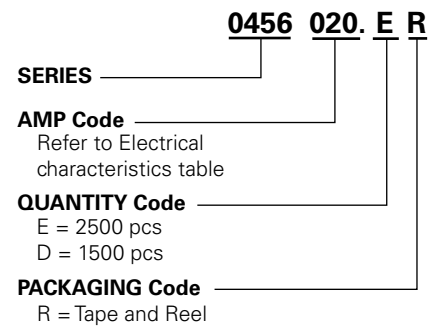 0456 020. E R
SERIES
AMP Code
Refer to Electrical
characteristics table
QUANTITY Code
E = 2500 pcs
D = 1500 pcs
PACKAGING Code
R = Tape and Reel